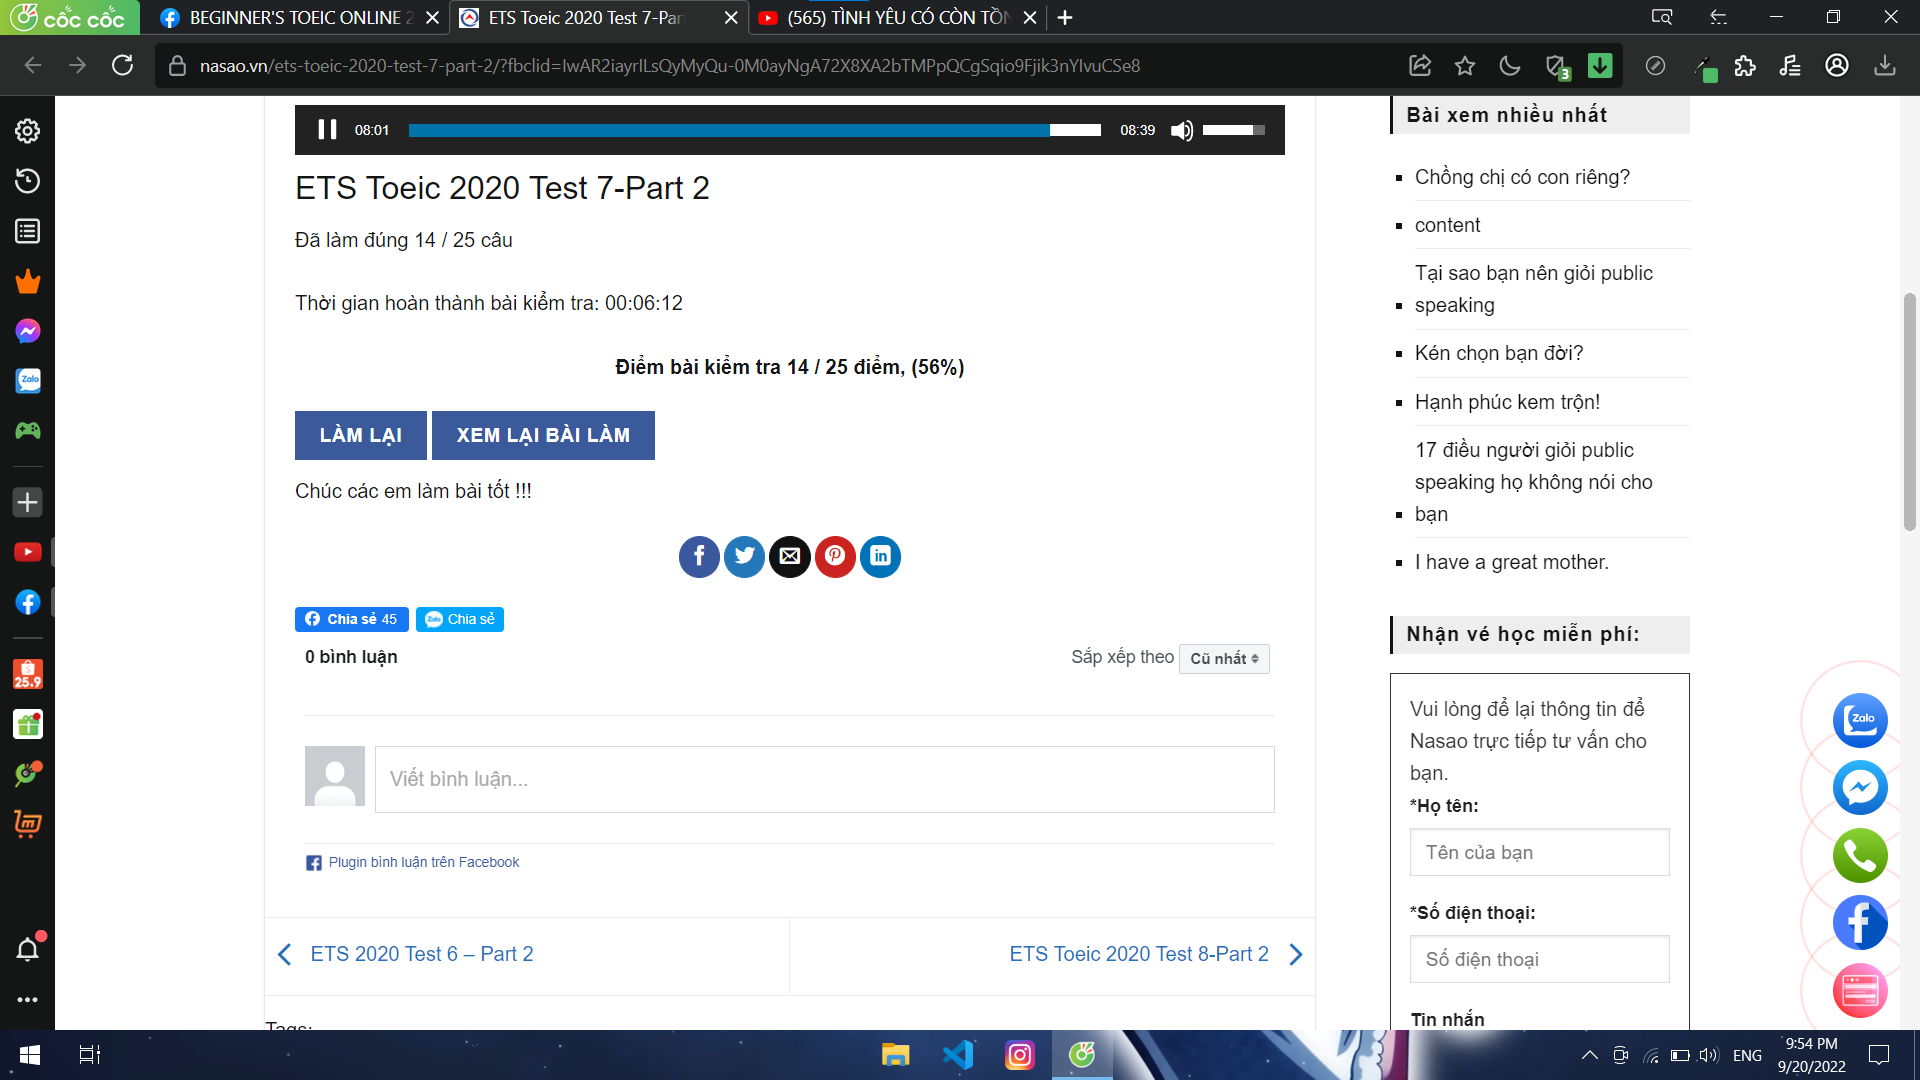 cốc cốc
BEGINNER'S TOEIC ONLINE 2
ETS Toeic 2020 Test 7-Par
(565) TÌNH YÊU CÓ CÒN TỒN
nasao.vn/ets-toeic-2020-test-7-part-2/?fbclid=IwAR2iayrILsQyMyQu-0M0ayNgA72X8XA2bTMPpQCgSqio9Fjik3nYIvuCSe8
3
08:01
08:39
ETS Toeic 2020 Test 7-Part 2
Đã làm đúng 14 / 25 câu
Thời gian hoàn thành bài kiểm tra: 00:06:12
Điểm bài kiểm tra 14 / 25 điểm, (56%)
LÀM LẠI
XEM LẠI BÀI LÀM
Chúc các em làm bài tốt !!!
Chia sẻ 45
Zalo
Chia sẻ
0 bình luận
Sắp xếp theo
Cũ nhất
Viết bình luận...
Plugin bình luận trên Facebook
ETS 2020 Test 6 – Part 2
ETS Toeic 2020 Test 8-Part 2
Tags:
Bài xem nhiều nhất
Chồng chị có con riêng?
content
Tại sao bạn nên giỏi public
speaking
Kén chọn bạn đời?
Hạnh phúc kem trộn!
17 điều người giỏi public
speaking họ không nói cho
bạn
I have a great mother.
Nhận vé học miễn phí:
Vui lòng để lại thông tin để
Nasao trực tiếp tư vấn cho
bạn.
*Họ tên:
Tên của bạn
*Số điện thoại:
Số điện thoại
Tin nhắn
Zalo
Zalo
25.9
ENG
9:54 PM
9/20/2022